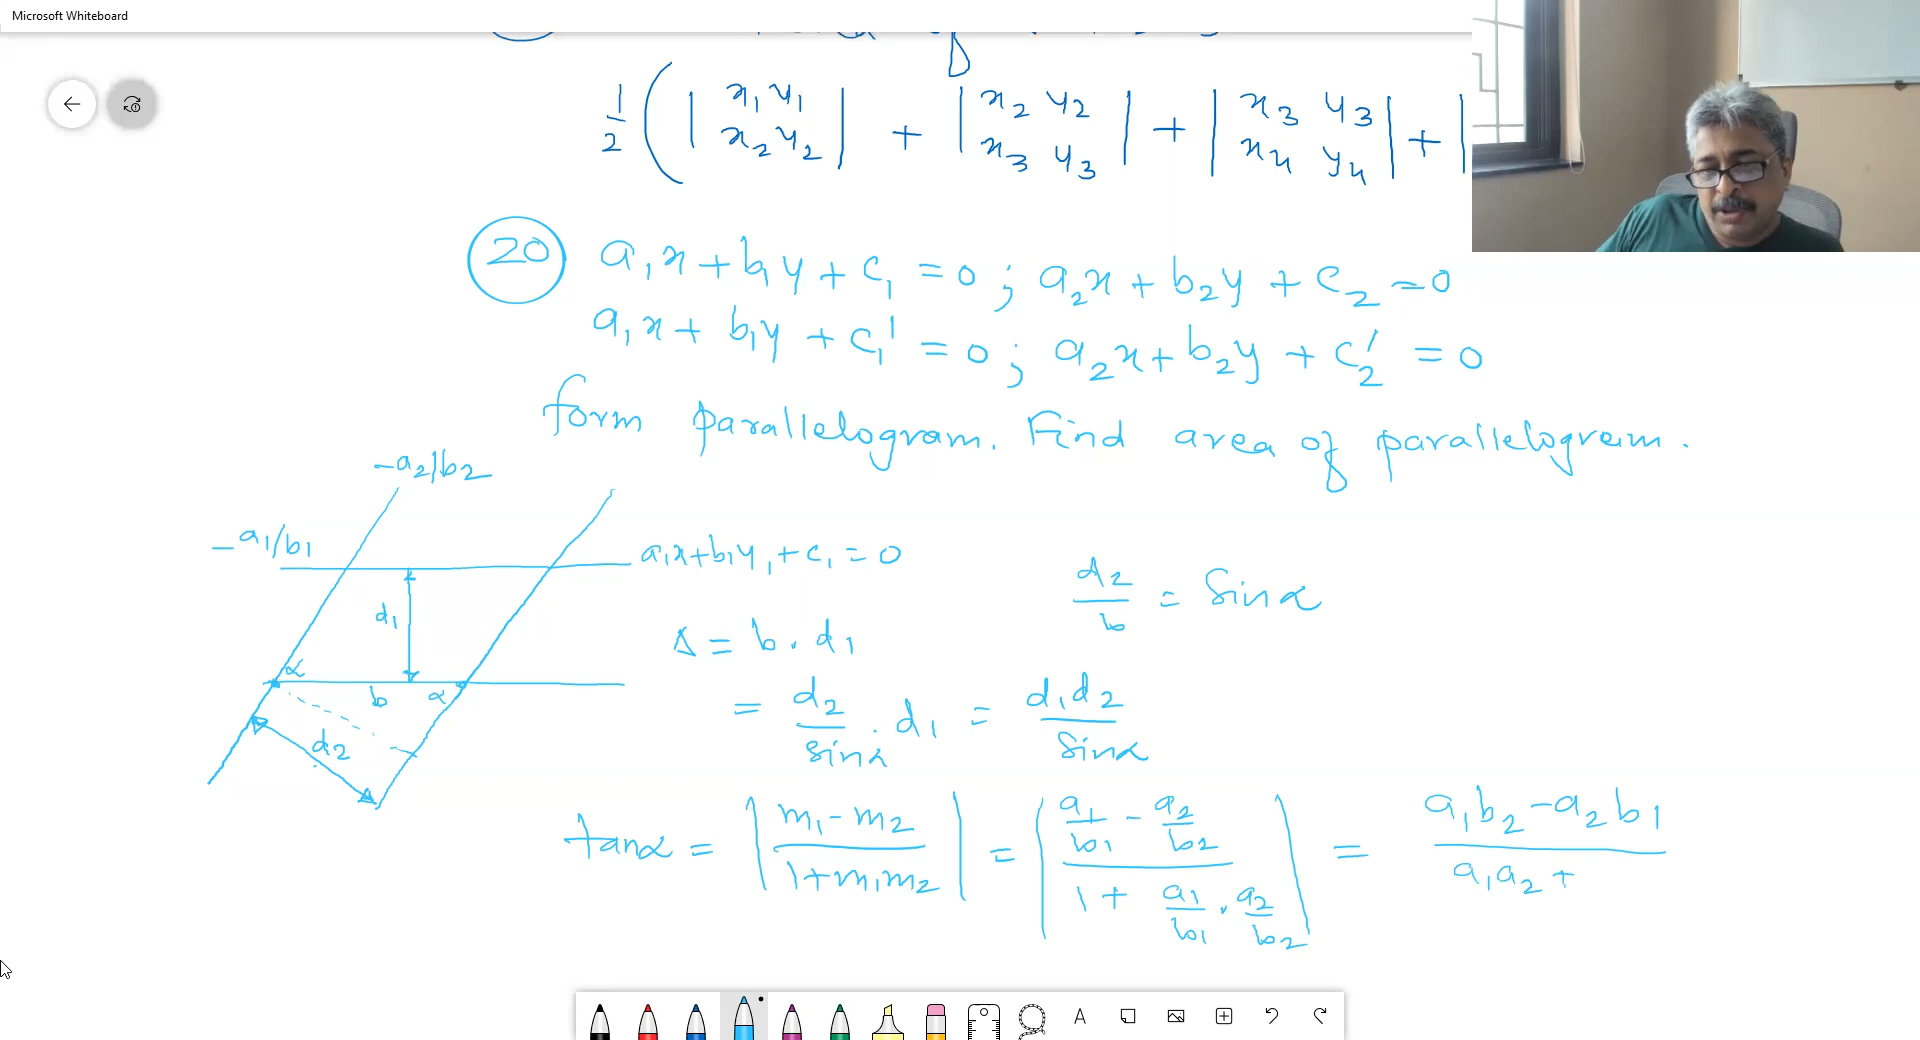 Microsoft Whiteboard
1/2 ( | x₁ y₁ | + | x₂ y₂ | + | x₃ y₃ | + |
| x₂ y₂ | | x₃ y₃ | | x₄ y₄ |
20 a₁x + b₁y + c₁ = 0 ; a₂x + b₂y + c₂ = 0
a₁x + b₁y + c₁' = 0 ; a₂x + b₂y + c₂' = 0
form parallelogram. Find area of parallelogram.
-a₂/b₂
-a₁/b₁
a₁x+b₁y₁+c₁=0
d₁
α
b
α
d₂
d₂/b = Sinα
Δ = b . d₁
= d₂/sinα . d₁ = d₁d₂/Sinα
tanα = | (m₁ - m₂)/(1+m₁m₂) | = | (a₁/b₁ - a₂/b₂)/(1 + a₁/b₁ . a₂/b₂) | = (a₁b₂ - a₂b₁)/(a₁a₂ +
A